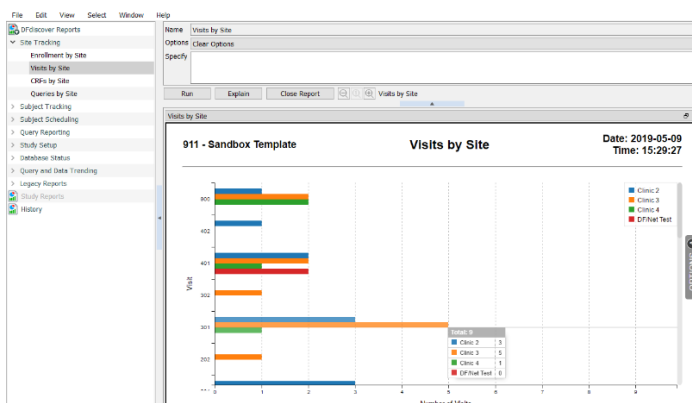 File Edit View Select Window Help
DFdiscover Reports
Site Tracking
Enrollment by Site
Visits by Site
CRFs by Site
Queries by Site
Subject Tracking
Subject Scheduling
Query Reporting
Study Setup
Database Status
Query and Data Trending
Legacy Reports
Study Reports
History
Name Visits by Site
Options Clear Options
Specify
Run Explain Close Report Visits by Site
Visits by Site
911 - Sandbox Template
Visits by Site
Date: 2019-05-09
Time: 15:29:27
Clinic 2
Clinic 3
Clinic 4
DF/Net Test
Visit
900
402
401
302
301
202
Total: 9
Clinic 2 3
Clinic 3 5
Clinic 4 1
DF/Net Test 0
0 1 2 3 4 5 6 7 8 9
Number of Visits